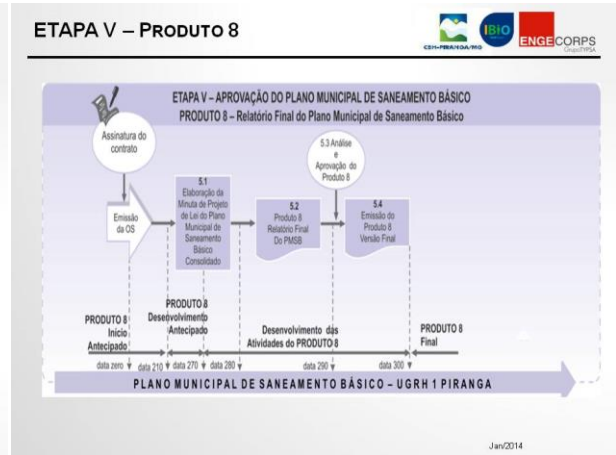 ETAPA V – PRODUTO 8
CBH-PIRANGA/MG
IBIO
ENGECORPS
ETAPA V – APROVAÇÃO DO PLANO MUNICIPAL DE SANEAMENTO BÁSICO
PRODUTO 8 – Relatório Final do Plano Municipal de Saneamento Básico
Assinatura do
contrato
Emissão
da OS
5.1
Elaboração da
Minuta de Projeto
de Lei do Plano
Municipal de
Saneamento
Básico
Consolidado
5.2
Produto 8
Relatório Final
Do PMSB
5.3 Análise
e
Aprovação do
Produto 8
5.4
Emissão do
Produto 8
Versão Final
PRODUTO 8
Início
Antecipado
PRODUTO 8
Desenvolvimento
Antecipado
Desenvolvimento das
Atividades do PRODUTO 8
PRODUTO 8
Final
data zero
data 210
data 270
data 280
data 290
data 300
PLANO MUNICIPAL DE SANEAMENTO BÁSICO – UGRH 1 PIRANGA
Jan/2014